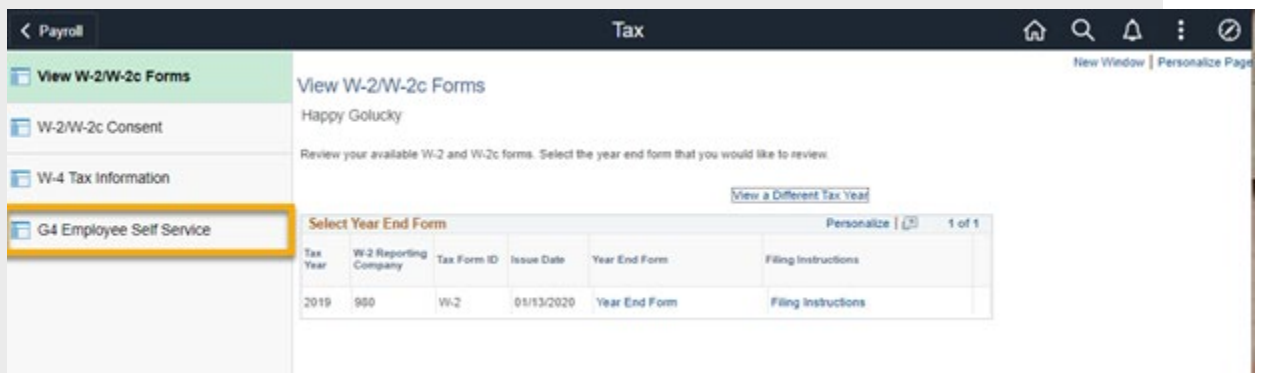 Payroll
Tax
New Window | Personalize Page
View W-2/W-2c Forms
W-2/W-2c Consent
W-4 Tax Information
G4 Employee Self Service
View W-2/W-2c Forms
Happy Golucky
Review your available W-2 and W-2c forms. Select the year end form that you would like to review.
View a Different Tax Year
Select Year End Form Personalize | 1 of 1
Tax Year W-2 Reporting Company Tax Form ID Issue Date Year End Form Filing Instructions
2019 980 W-2 01/13/2020 Year End Form Filing Instructions